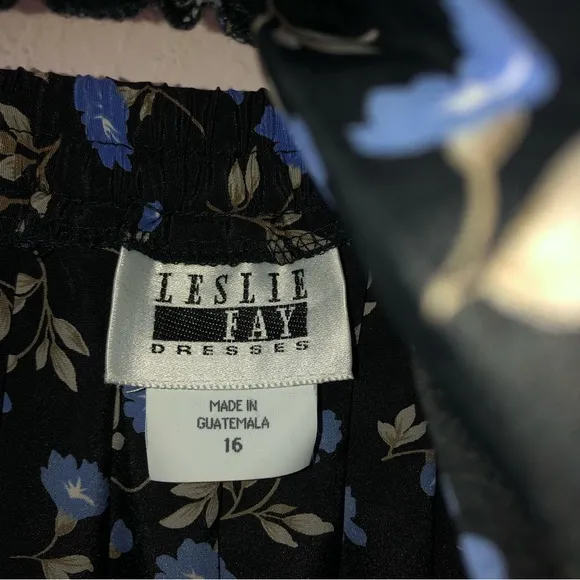 LESLIE
FAY
DRESSES
MADE IN
GUATEMALA
16